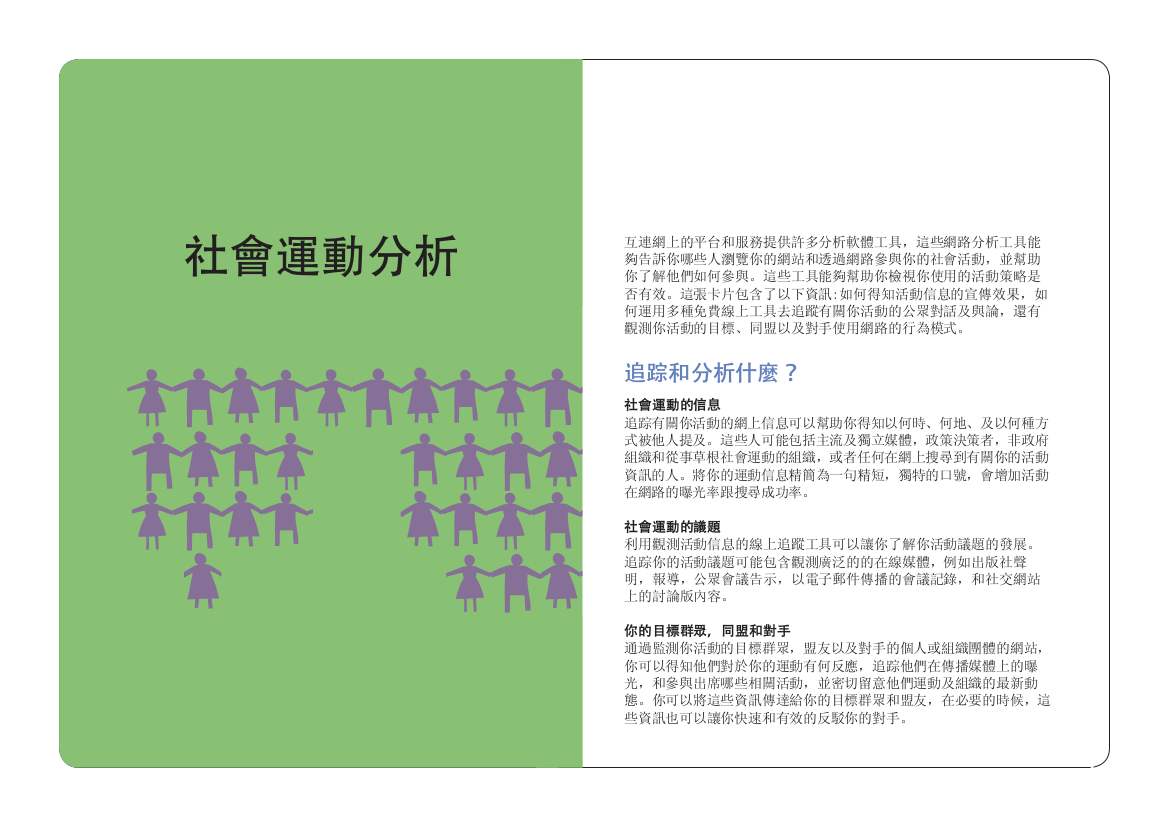 社會運動分析
互連網上的平台和服務提供許多分析軟體工具，這些網路分析工具能
夠告訴你哪些人瀏覽你的網站和透過網路參與你的社會活動，並幫助
你了解他們如何參與。這些工具能夠幫助你檢視你使用的活動策略是
否有效。這張卡片包含了以下資訊:如何得知活動信息的宣傳效果，如
何運用多種免費線上工具去追蹤有關你活動的公眾對話及與論，還有
觀測你活動的目標、同盟以及對手使用網路的行為模式。
追踪和分析什麼？
社會運動的信息
追踪有關你活動的網上信息可以幫助你得知以何時、何地、及以何種方
式被他人提及。這些人可能包括主流及獨立媒體，政策決策者，非政府
組織和從事草根社會運動的組織，或者任何在網上搜尋到有關你的活動
資訊的人。將你的運動信息精簡為一句精短，獨特的口號，會增加活動
在網路的曝光率跟搜尋成功率。
社會運動的議題
利用觀測活動信息的線上追蹤工具可以讓你了解你活動議題的發展。
追踪你的活動議題可能包含觀測廣泛的的在線媒體，例如出版社聲
明，報導，公眾會議告示，以電子郵件傳播的會議記錄，和社交網站
上的討論版內容。
你的目標群眾，同盟和對手
通過監測你活動的目標群眾，盟友以及對手的個人或組織團體的網站，
你可以得知他們對於你的運動有何反應，追踪他們在傳播媒體上的曝
光，和參與出席哪些相關活動，並密切留意他們運動及組織的最新動
態。你可以將這些資訊傳達給你的目標群眾和盟友，在必要的時候，這
些資訊也可以讓你快速和有效的反駁你的對手。